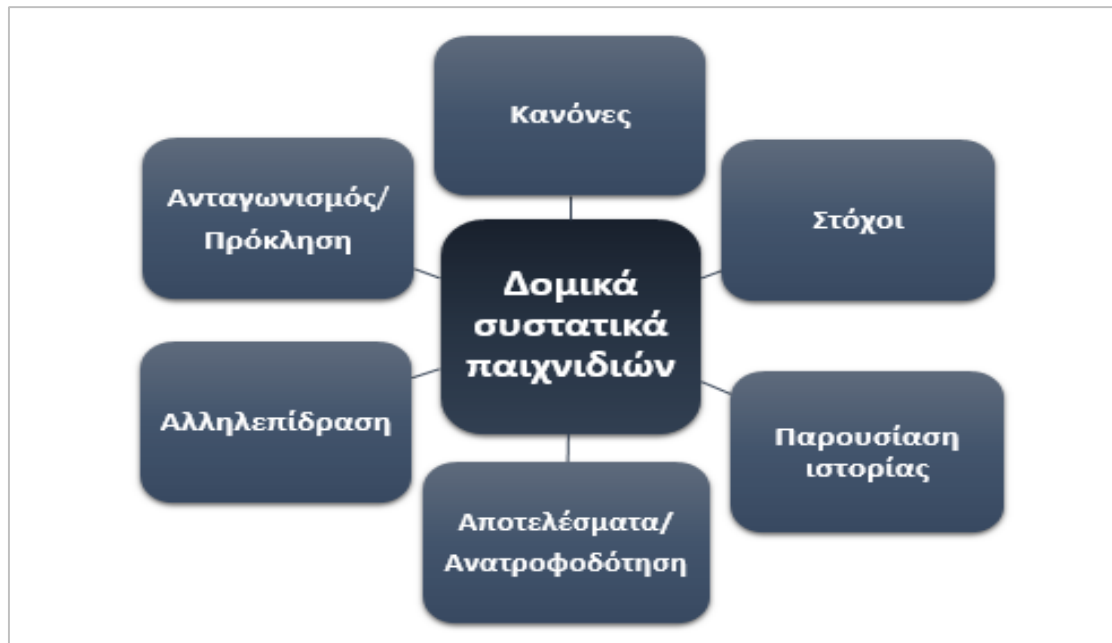 Κανόνες
Ανταγωνισμός/
Πρόκληση
Στόχοι
Δομικά
συστατικά
παιχνιδιών
Αλληλεπίδραση
Παρουσίαση
ιστορίας
Αποτελέσματα/
Ανατροφοδότηση